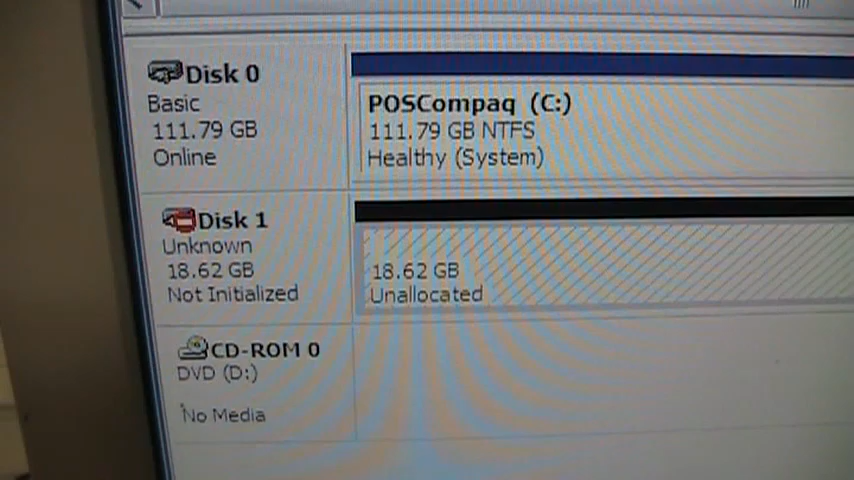 Disk 0
Basic
111.79 GB
Online
POSCompaq (C:)
111.79 GB NTFS
Healthy (System)
Disk 1
Unknown
18.62 GB
Not Initialized
18.62 GB
Unallocated
CD-ROM 0
DVD (D:)
No Media